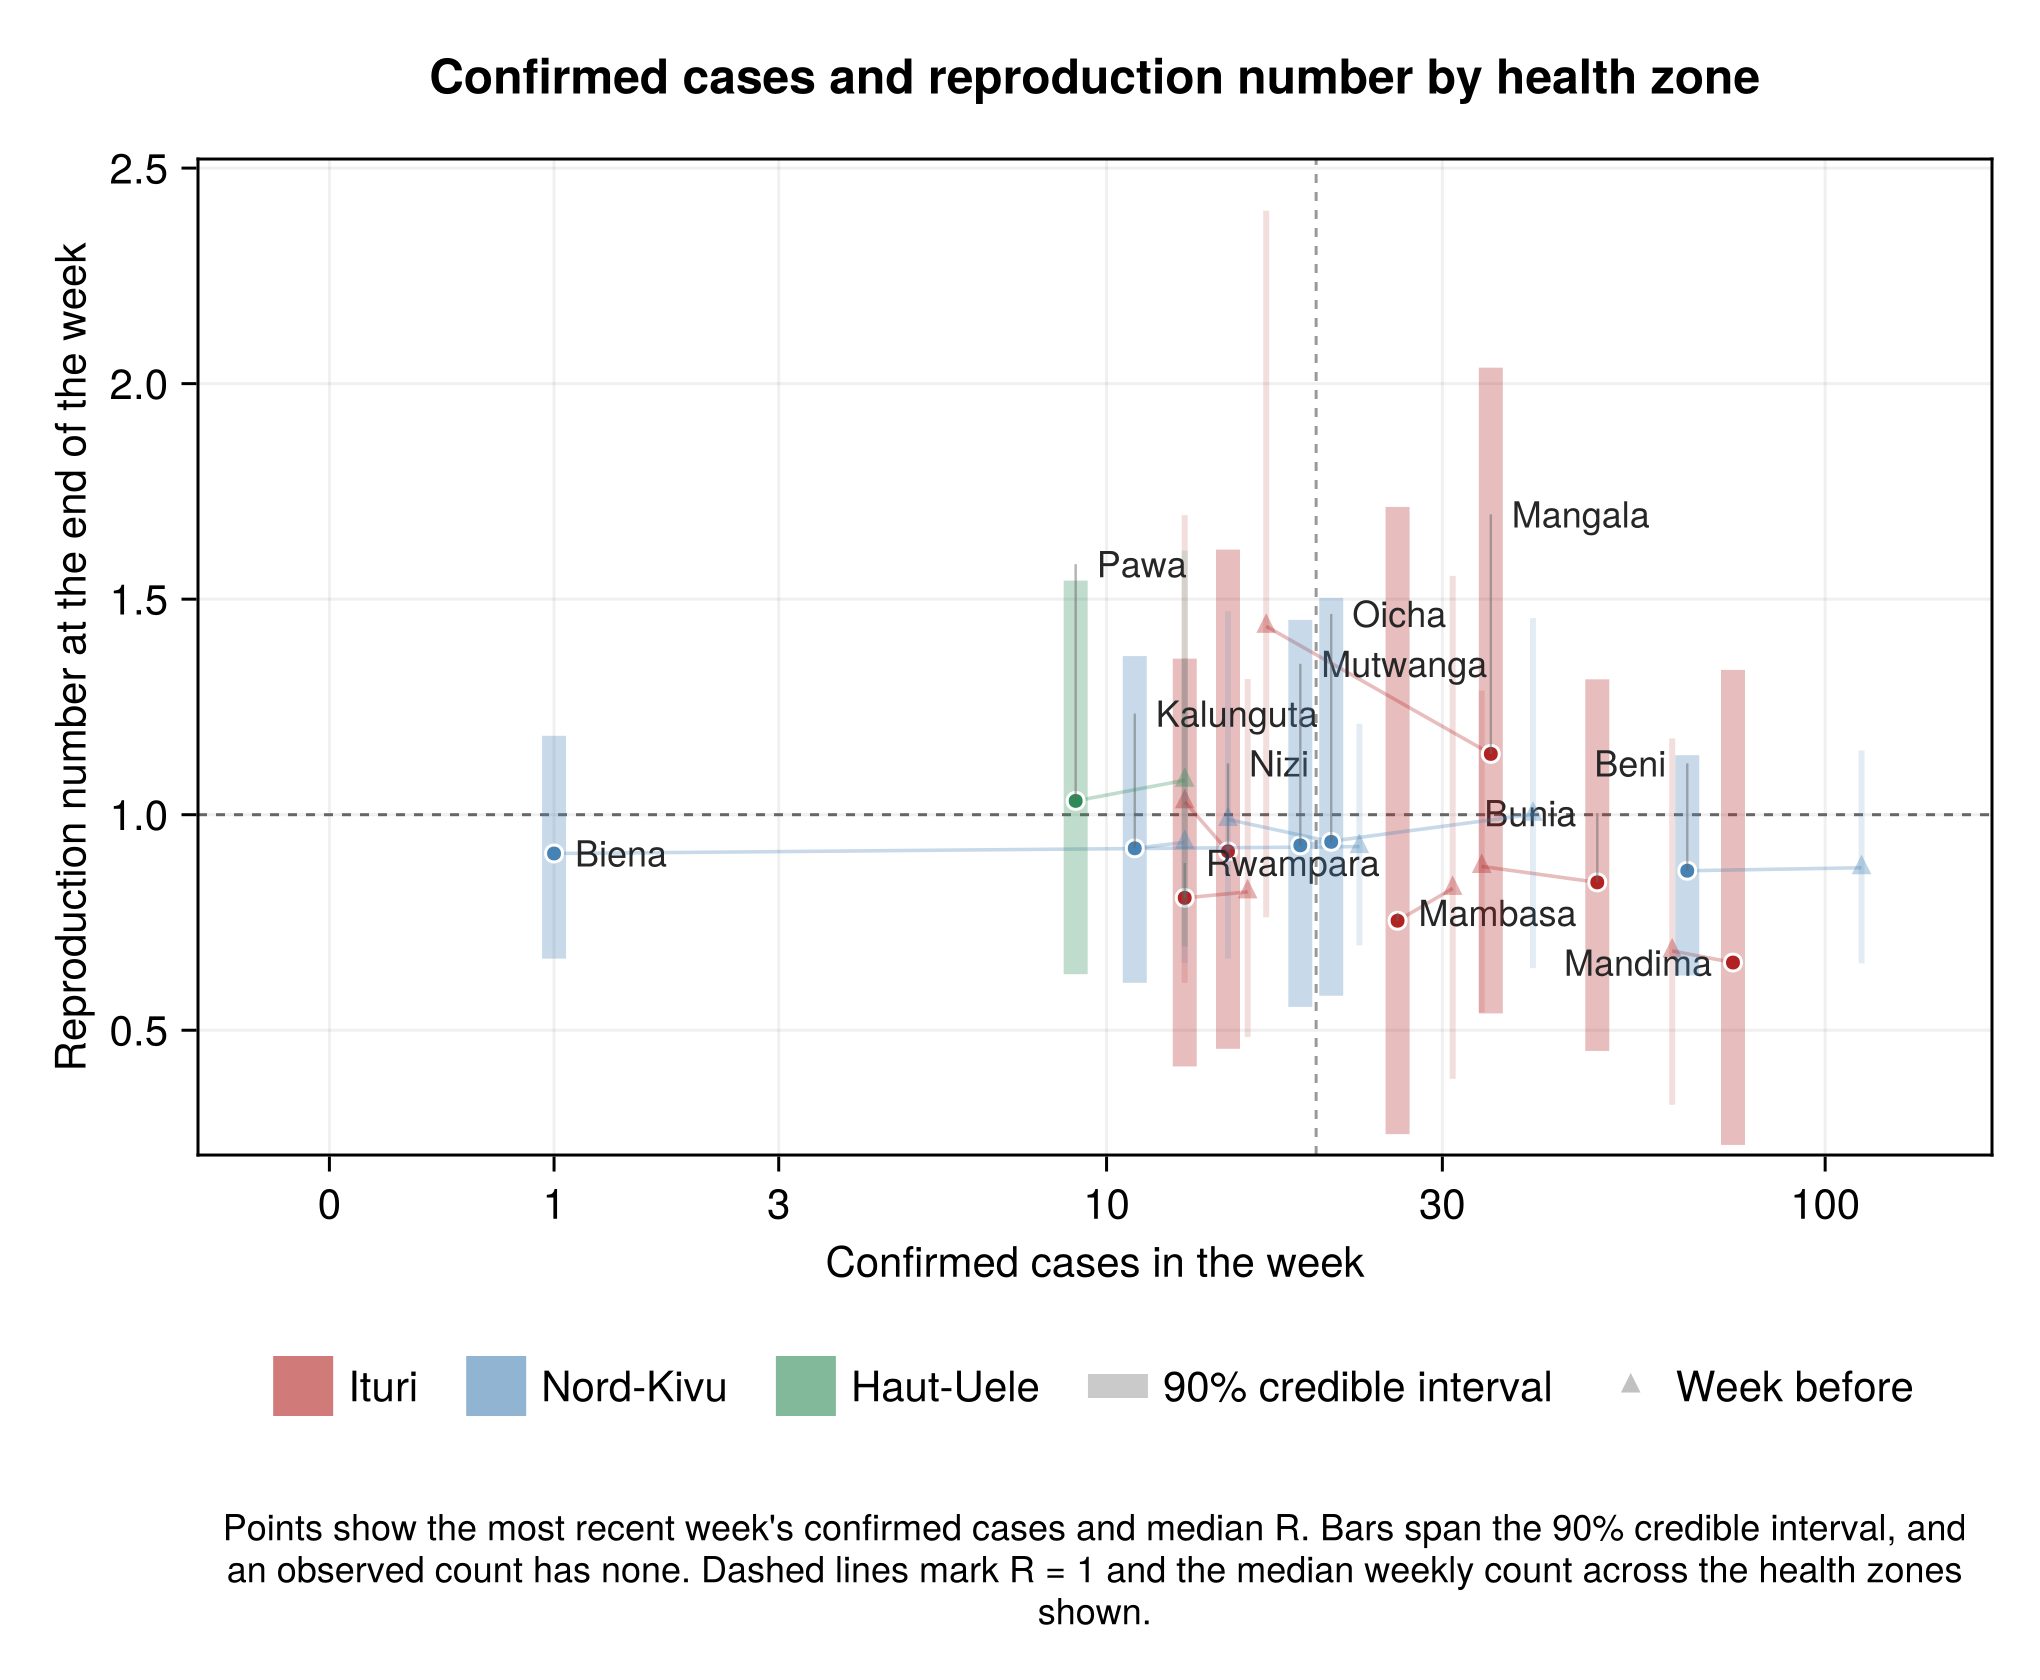 Confirmed cases and reproduction number by health zone
Reproduction number at the end of the week
2.5
2.0
1.5
1.0
0.5
Mangala
Pawa
Oicha
Mutwanga
Kalunguta
Nizi
Beni
Bunia
Biena
Rwampara
Mambasa
Mandima
0 1 3 10 30 100
Confirmed cases in the week
Ituri Nord-Kivu Haut-Uele 90% credible interval Week before
Points show the most recent week's confirmed cases and median R. Bars span the 90% credible interval, and
an observed count has none. Dashed lines mark R = 1 and the median weekly count across the health zones
shown.